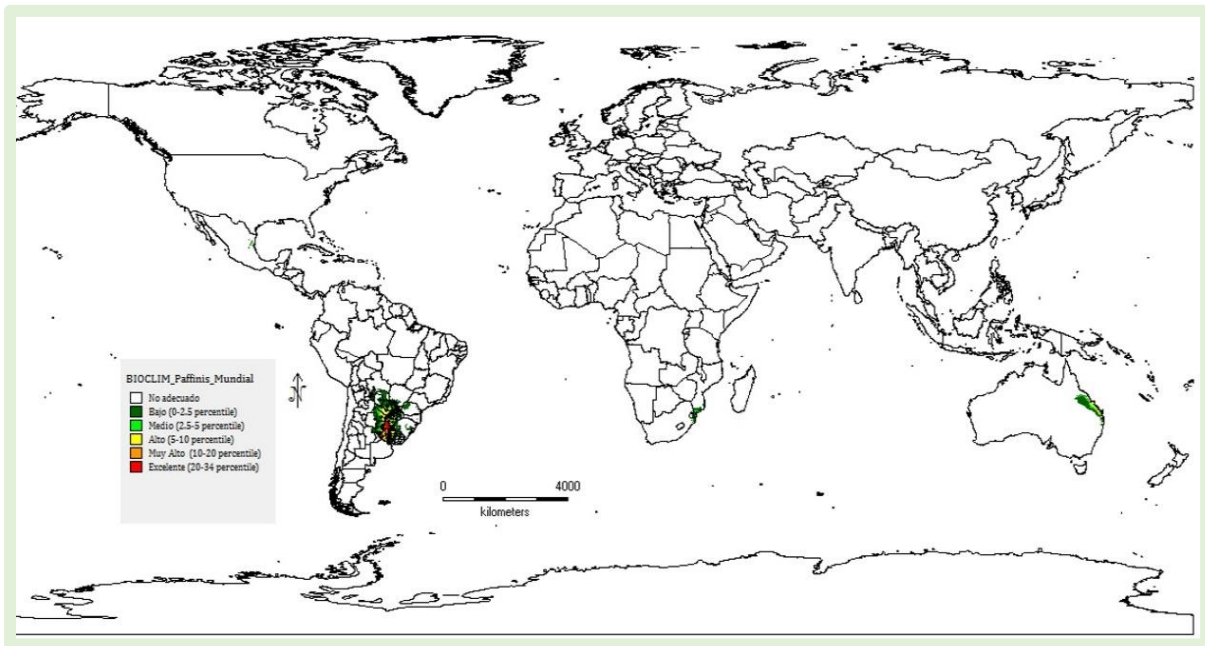 BIOCLIM_Paffinis_Mundial
No adecuado
Bajo (0-2.5 percentile)
Medio (2.5-5 percentile)
Alto (5-10 percentile)
Muy Alto (10-20 percentile)
Excelente (20-34 percentile)
N
0 4000
kilometers